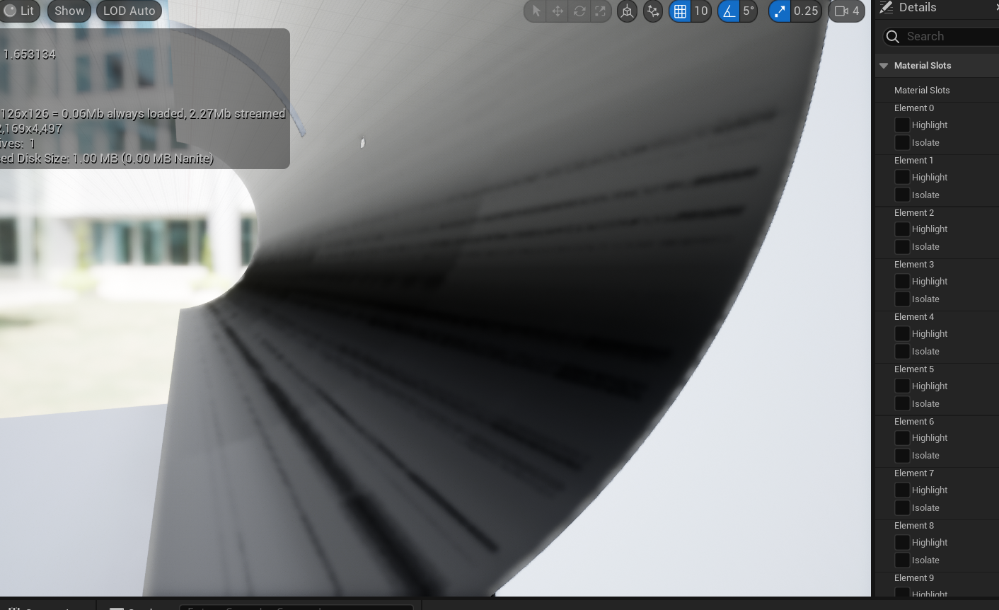 Lit
Show
LOD Auto
10
5°
0.25
4
1.653134
126x126 = 0.06Mb always loaded, 2.27Mb streamed
,169x4,497
ves: 1
ed Disk Size: 1.00 MB (0.00 MB Nanite)
Details
Search
Material Slots
Material Slots
Element 0
Highlight
Isolate
Element 1
Highlight
Isolate
Element 2
Highlight
Isolate
Element 3
Highlight
Isolate
Element 4
Highlight
Isolate
Element 5
Highlight
Isolate
Element 6
Highlight
Isolate
Element 7
Highlight
Isolate
Element 8
Highlight
Isolate
Element 9
Highlight